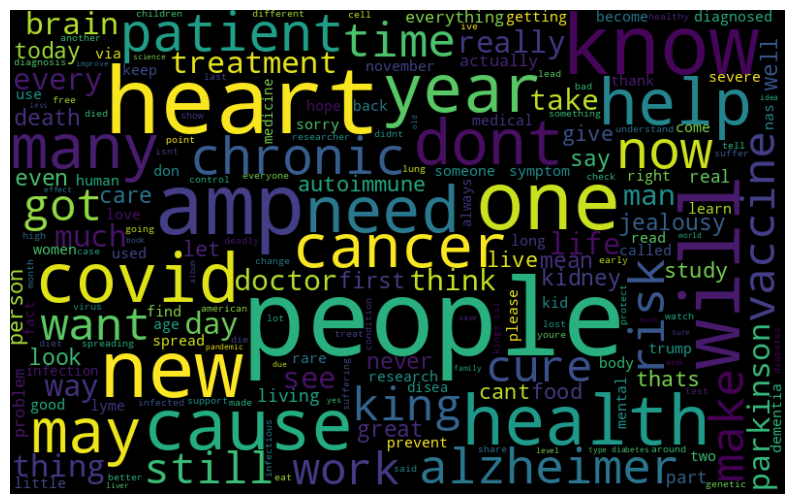 children another different cell everything getting become healthy diagnosed
brain patient time really live know
diagnosis improve
today via treatment actually science lead bad severe well
every heart november year idea
use keep last medicine thank take help nas
less free show hope back
death died researcher medical understand come
many point sorry didnt dont give now tell suffer
isnt chronic old something
don everyone lung someone symptom say check right real
even human autoimmune
got effect care control amp need always one man learn
love going book jealousy
much high women case let used cancer long life read called vaccine will
deadly live mean world
month covid album doctor first think change early study
person virus find kidney
fact want day age american please kid lost protect watch risk
spreading lot treat condition
diet spread die save youre trump sure
look new pandemic rare never people body must
infection due cure
way see research disea family kings iii thats test diabetes make
problem good infected support made yes living suffering cant food mental
lyme king great
may cause infectious prevent share health parkinson
thing better still eat work said level type diabetes around two dementia
little liver alzheimer part genetic